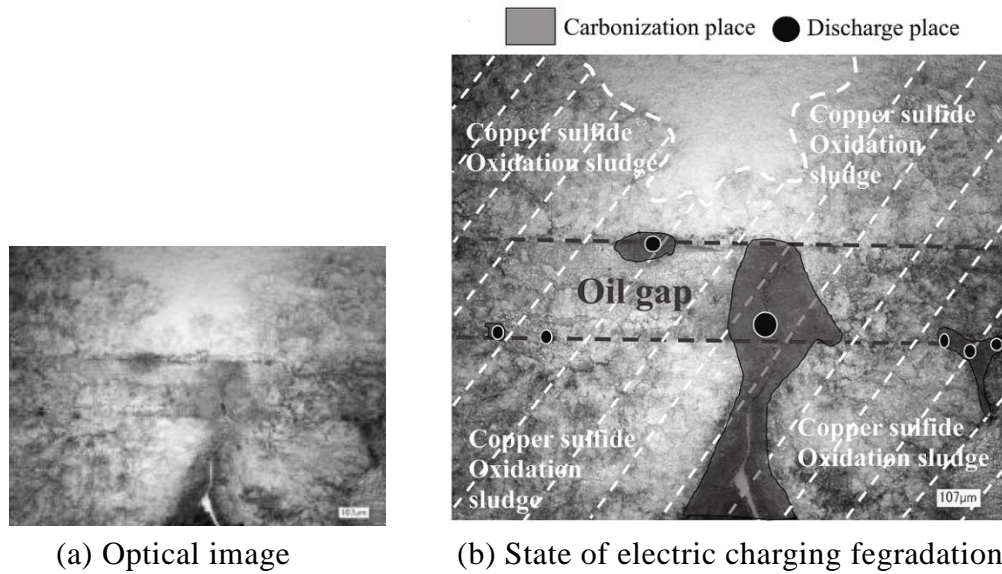 Carbonization place
Discharge place
Copper sulfide
Oxidation sludge
Copper sulfide
Oxidation
sludge
Oil gap
Copper sulfide
Oxidation
sludge
Copper sulfide
Oxidation sludge
107μm
107μm
(a) Optical image
(b) State of electric charging fegradation